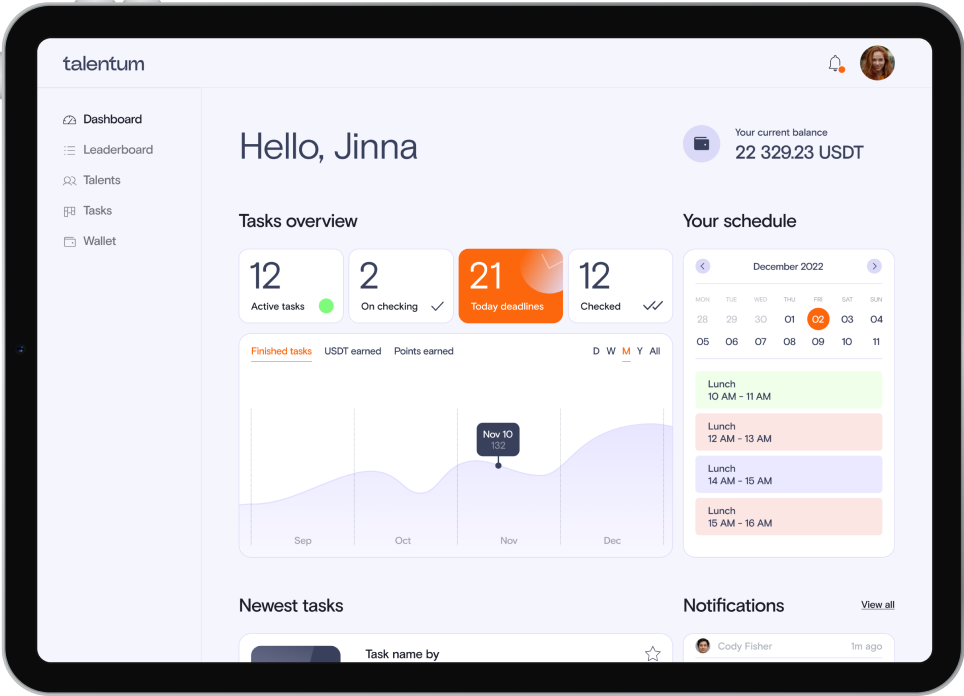 talentum
Dashboard
Leaderboard
Talents
Tasks
Wallet
Hello, Jinna
Your current balance
22 329.23 USDT
Tasks overview
12
Active tasks
2
On checking
21
Today deadlines
12
Checked
Finished tasks USDT earned Points earned D W M Y All
Nov 10
132
Sep Oct Nov Dec
Your schedule
December 2022
MON TUE WED THU FRI SAT SUN
28 29 30 01 02 03 04
05 06 07 08 09 10 11
Lunch
10 AM - 11 AM
Lunch
12 AM - 13 AM
Lunch
14 AM - 15 AM
Lunch
15 AM - 16 AM
Newest tasks
Task name by
Notifications View all
Cody Fisher 1m ago